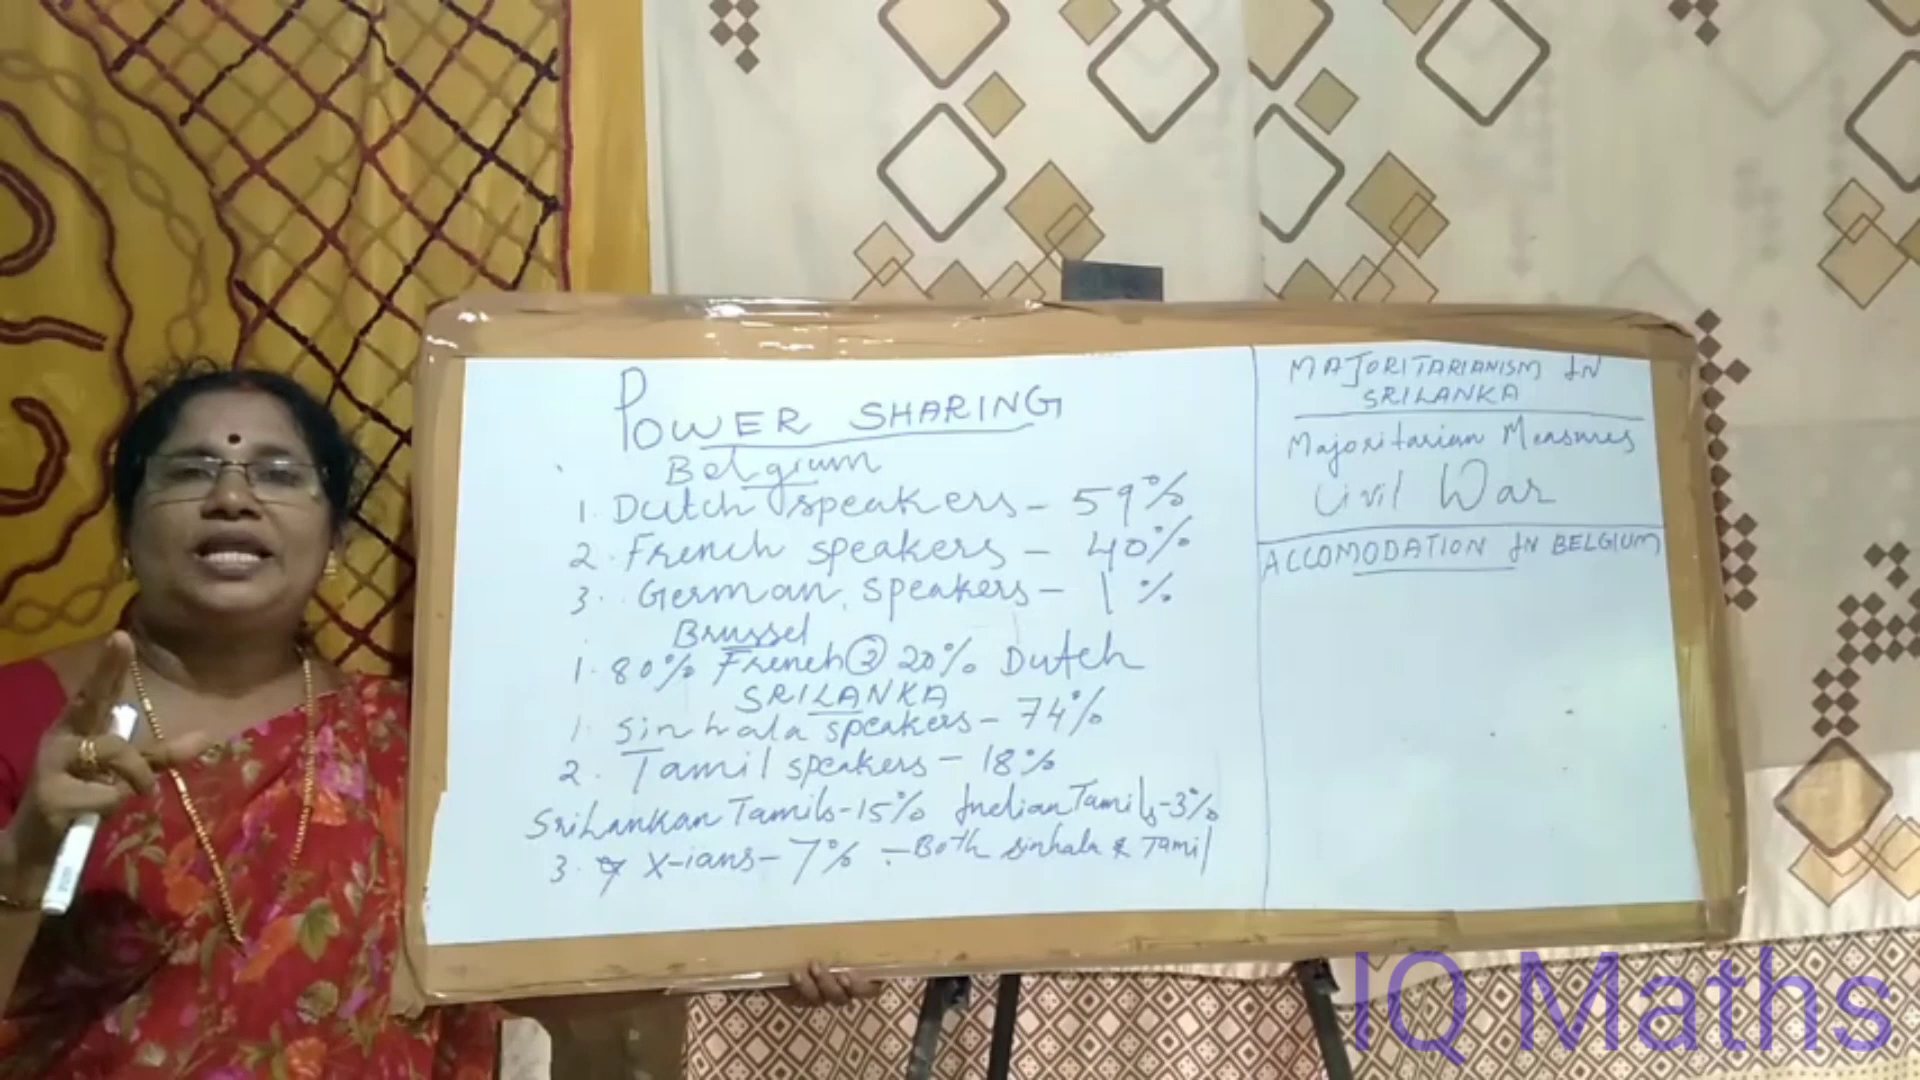 POWER SHARING
Belgium
1. Dutch speakers - 59%
2. French speakers - 40%
3. German speakers - 1%
Brussel
1. 80% French ② 20% Dutch
SRILANKA
1. Sinhala speakers - 74%
2. Tamil speakers - 18%
SriLankan Tamils - 15% Indian Tamils - 3%
3. X-ians - 7% - Both Sinhala & Tamil
MAJORITARIANISM IN
SRILANKA
Majoritarian Measures
Civil War
ACCOMODATION IN BELGIUM
IQ Maths